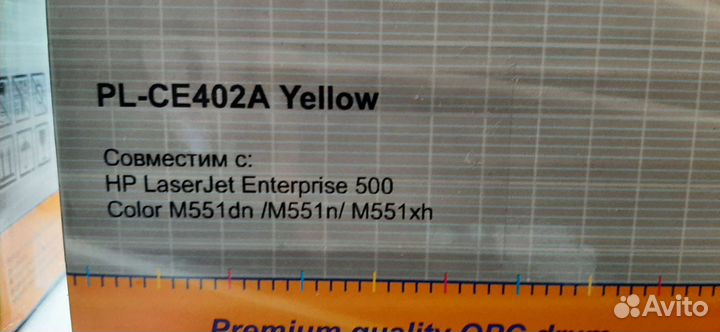 PL-CE402A Yellow
Совместим с:
HP LaserJet Enterprise 500
Color M551dn /M551n/ M551xh
Premium quality OPC drum
Avito